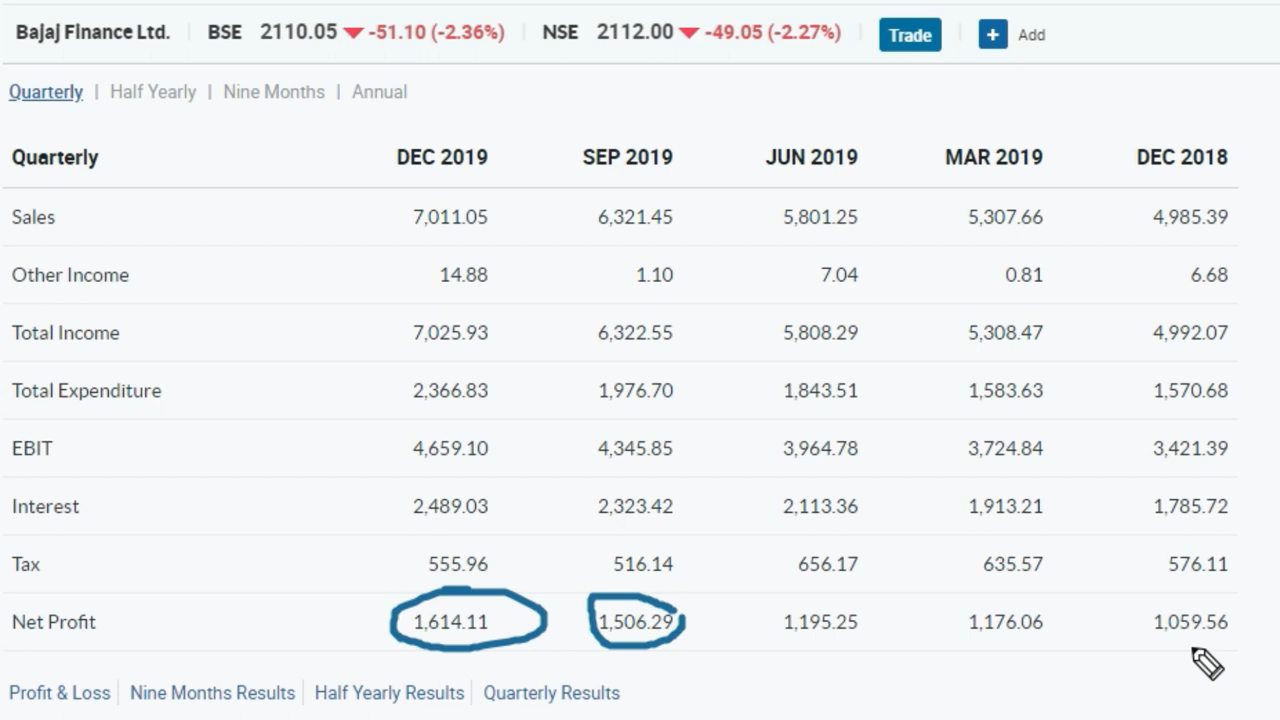 Bajaj Finance Ltd. | BSE 2110.05 ▼ -51.10 (-2.36%) | NSE 2112.00 ▼ -49.05 (-2.27%) | Trade | + Add
Quarterly | Half Yearly | Nine Months | Annual
Quarterly DEC 2019 SEP 2019 JUN 2019 MAR 2019 DEC 2018
Sales 7,011.05 6,321.45 5,801.25 5,307.66 4,985.39
Other Income 14.88 1.10 7.04 0.81 6.68
Total Income 7,025.93 6,322.55 5,808.29 5,308.47 4,992.07
Total Expenditure 2,366.83 1,976.70 1,843.51 1,583.63 1,570.68
EBIT 4,659.10 4,345.85 3,964.78 3,724.84 3,421.39
Interest 2,489.03 2,323.42 2,113.36 1,913.21 1,785.72
Tax 555.96 516.14 656.17 635.57 576.11
Net Profit 1,614.11 1,506.29 1,195.25 1,176.06 1,059.56
Profit & Loss | Nine Months Results | Half Yearly Results | Quarterly Results